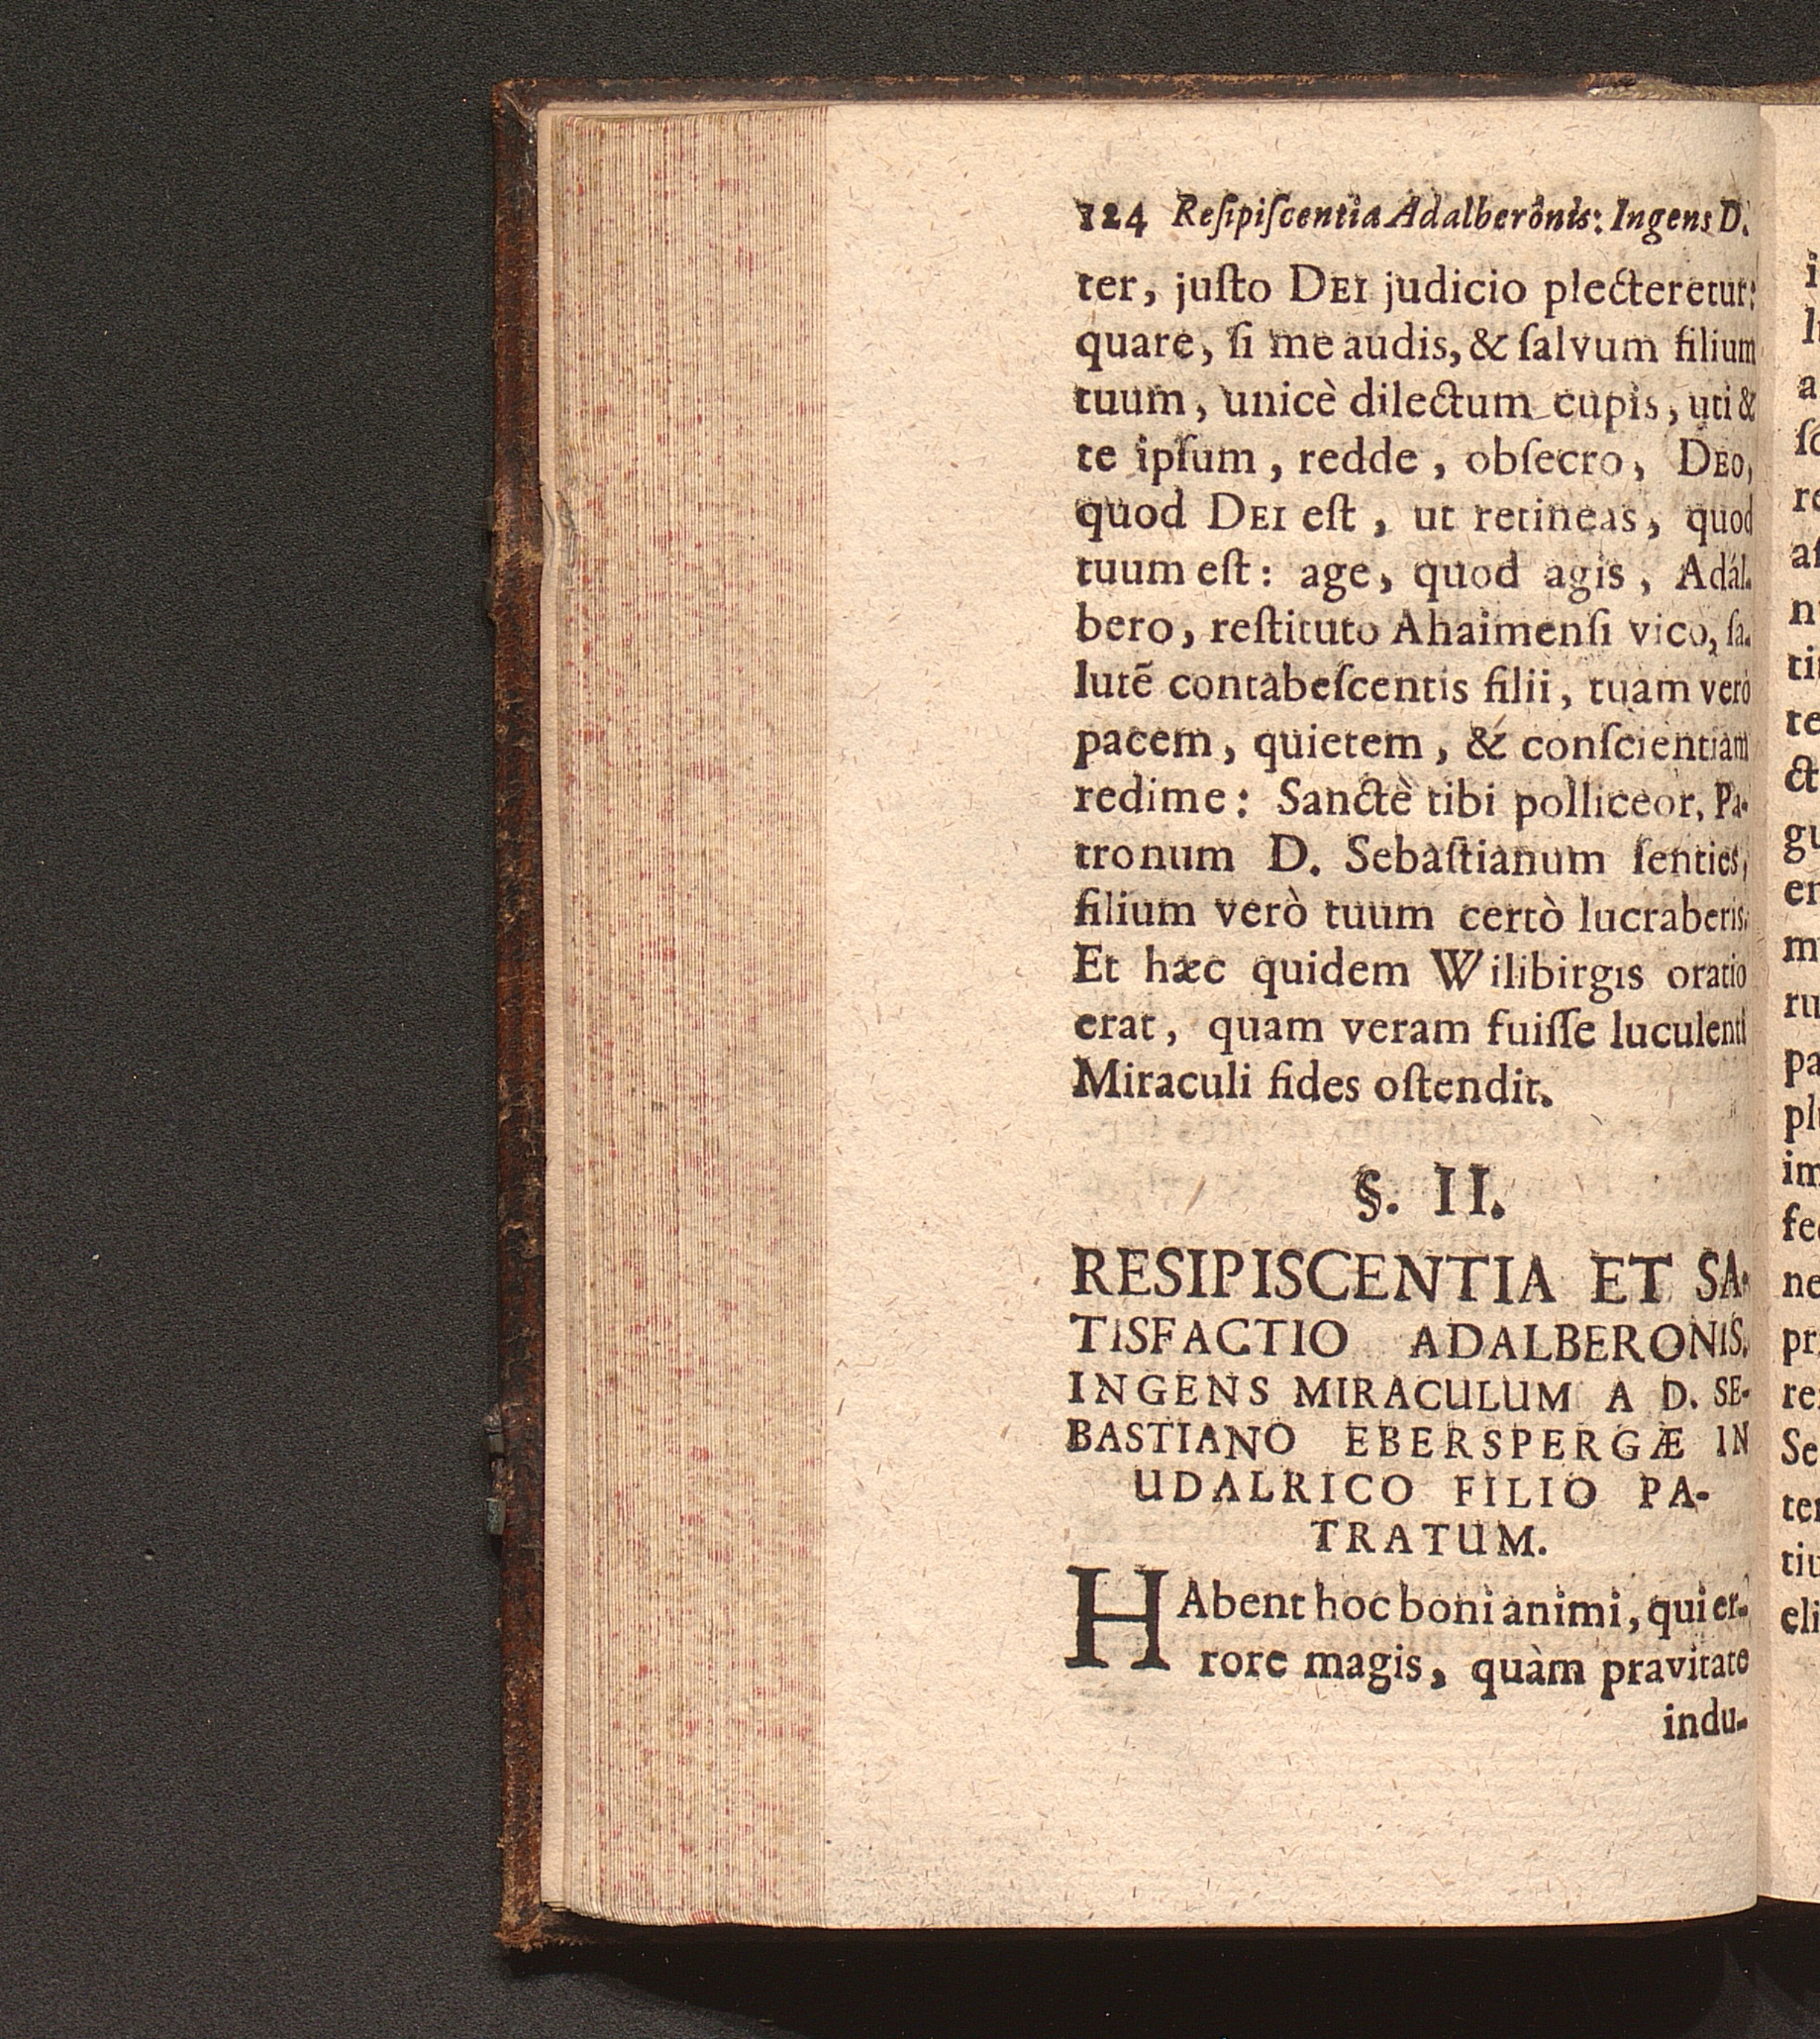 124 Reſipiſcentia Adalberònis: Ingens D.
ter, juſto DEI judicio plecteretur:
quare, ſi me audis, & ſalvum filium
tuum, unicè dilectum cupis, uti &
te ipſum, redde, obſecro, DEO,
quod DEI eſt, ut retineas, quod
tuum eſt: age, quod agis, Adál-
bero, reſtituto Ahaimenſi vico, ſa-
lutē contabeſcentis filii, tuam verò
pacem, quietem, & conſcientiam
redime: Sanctè tibi polliceor, Pa-
tronum D. Sebaſtianum ſenties,
filium verò tuum certò lucraberis.
Et hæc quidem Wilibirgis oratio
erat, quam veram fuiſſe luculenti
Miraculi fides oſtendit.
§. II.
RESIPISCENTIA ET SA-
TISFACTIO ADALBERONIS.
INGENS MIRACULUM A D. SE-
BASTIANO EBERSPERGÆ IN
UDALRICO FILIO PA-
TRATUM.
HAbent hoc boni animi, qui er-
rore magis, quàm pravitate
indu-